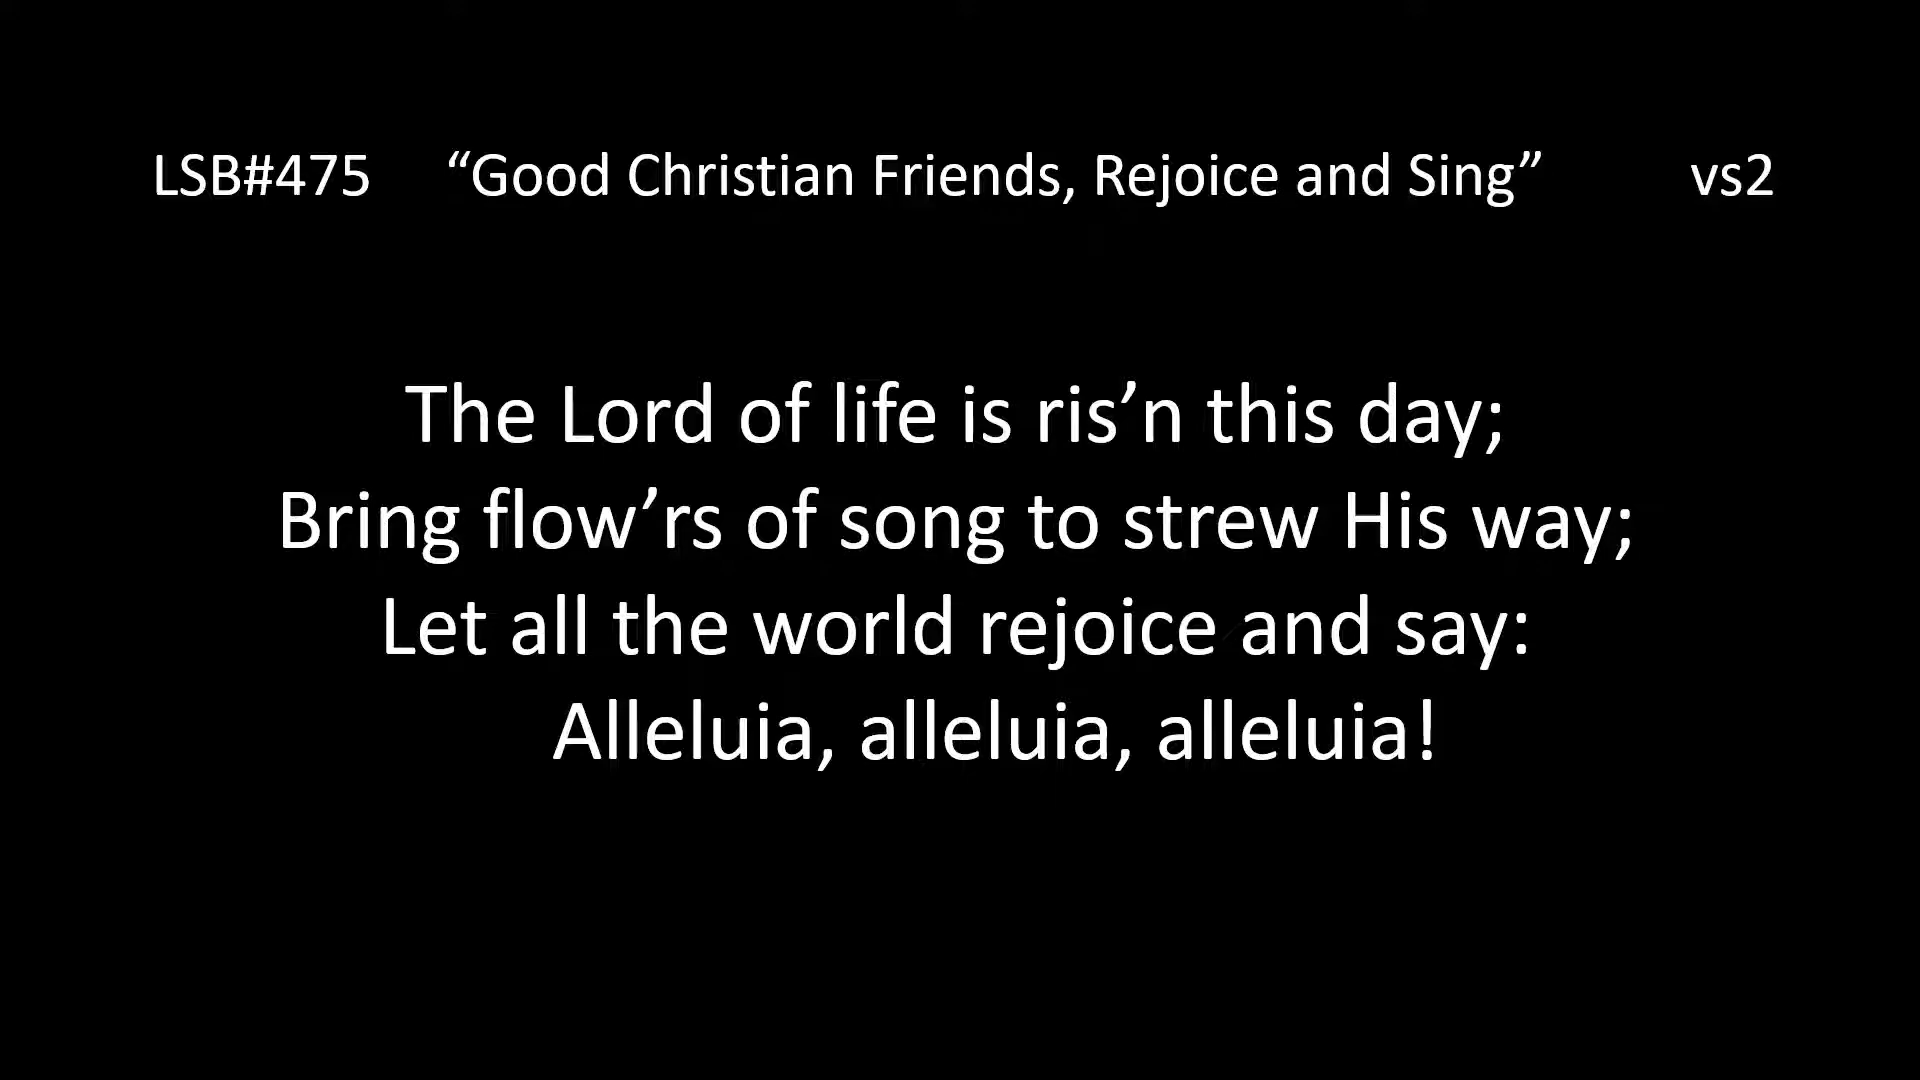 LSB#475 “Good Christian Friends, Rejoice and Sing” vs2
The Lord of life is ris’n this day;
Bring flow’rs of song to strew His way;
Let all the world rejoice and say:
Alleluia, alleluia, alleluia!